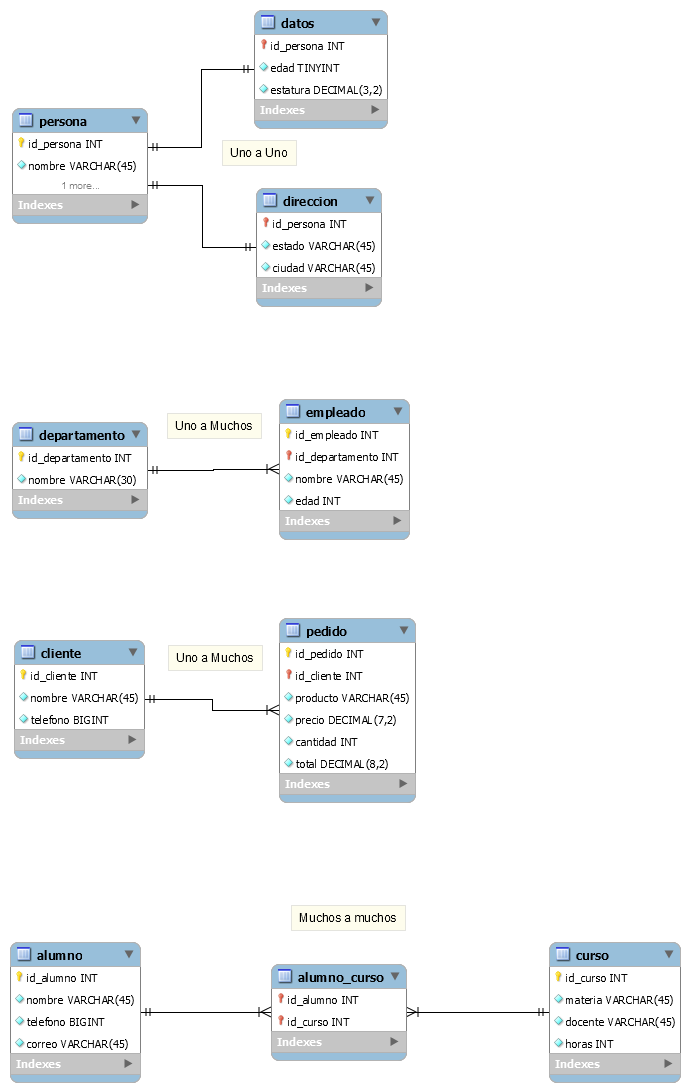 datos
id_persona INT
edad TINYINT
estatura DECIMAL(3,2)
Indexes
persona
id_persona INT
nombre VARCHAR(45)
1 more...
Indexes
Uno a Uno
direccion
id_persona INT
estado VARCHAR(45)
ciudad VARCHAR(45)
Indexes
departamento
id_departamento INT
nombre VARCHAR(30)
Indexes
Uno a Muchos
empleado
id_empleado INT
id_departamento INT
nombre VARCHAR(45)
edad INT
Indexes
cliente
id_cliente INT
nombre VARCHAR(45)
telefono BIGINT
Indexes
Uno a Muchos
pedido
id_pedido INT
id_cliente INT
producto VARCHAR(45)
precio DECIMAL(7,2)
cantidad INT
total DECIMAL(8,2)
Indexes
Muchos a muchos
alumno
id_alumno INT
nombre VARCHAR(45)
telefono BIGINT
correo VARCHAR(45)
Indexes
alumno_curso
id_alumno INT
id_curso INT
Indexes
curso
id_curso INT
materia VARCHAR(45)
docente VARCHAR(45)
horas INT
Indexes